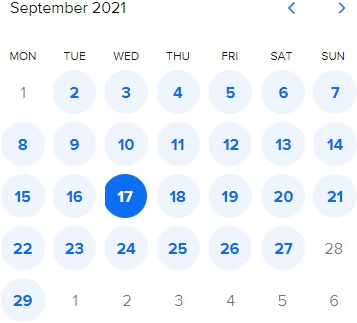 September 2021
MON TUE WED THU FRI SAT SUN
1 2 3 4 5 6 7
8 9 10 11 12 13 14
15 16 17 18 19 20 21
22 23 24 25 26 27 28
29 1 2 3 4 5 6